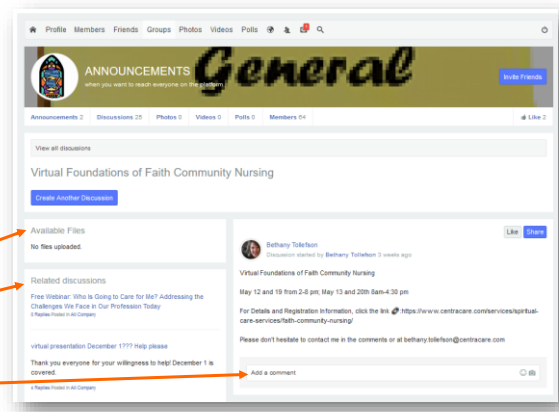 Profile Members Friends Groups Photos Videos Polls
General
ANNOUNCEMENTS
when you want to reach everyone on the platform
Invite Friends
Announcements 2 Discussions 25 Photos 0 Videos 0 Polls 0 Members 54
Like 2
View all discussions
Virtual Foundations of Faith Community Nursing
Create Another Discussion
Available Files
No files uploaded.
Related discussions
Free Webinar: Who Is Going to Care for Me? Addressing the
Challenges We Face in Our Profession Today
0 Replies Posted in All Company
virtual presentation December 1??? Help
please
Thank you everyone for your willingness to help! December 1 is
covered.
Replies Posted in All Company
Like Share
Bethany Tollefson
Discussion started by Bethany Tollefson 3 weeks ago
Virtual Foundations of Faith Community Nursing
May 12 and 19 from 2-8 pm; May 13 and 20th 8am-4:30 pm
For Details and Registration Information, click the link :https://www.centracare.com/services/spiritual-
care-services/faith-community-nursing/
Please don't hesitate to contact me in the comments or at bethany.tollefson@centracare.com
Add a comment